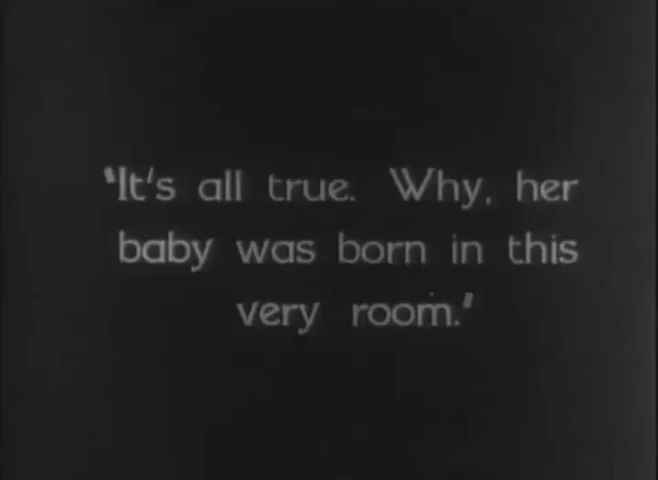 "It's all true. Why, her
baby was born in this
very room."